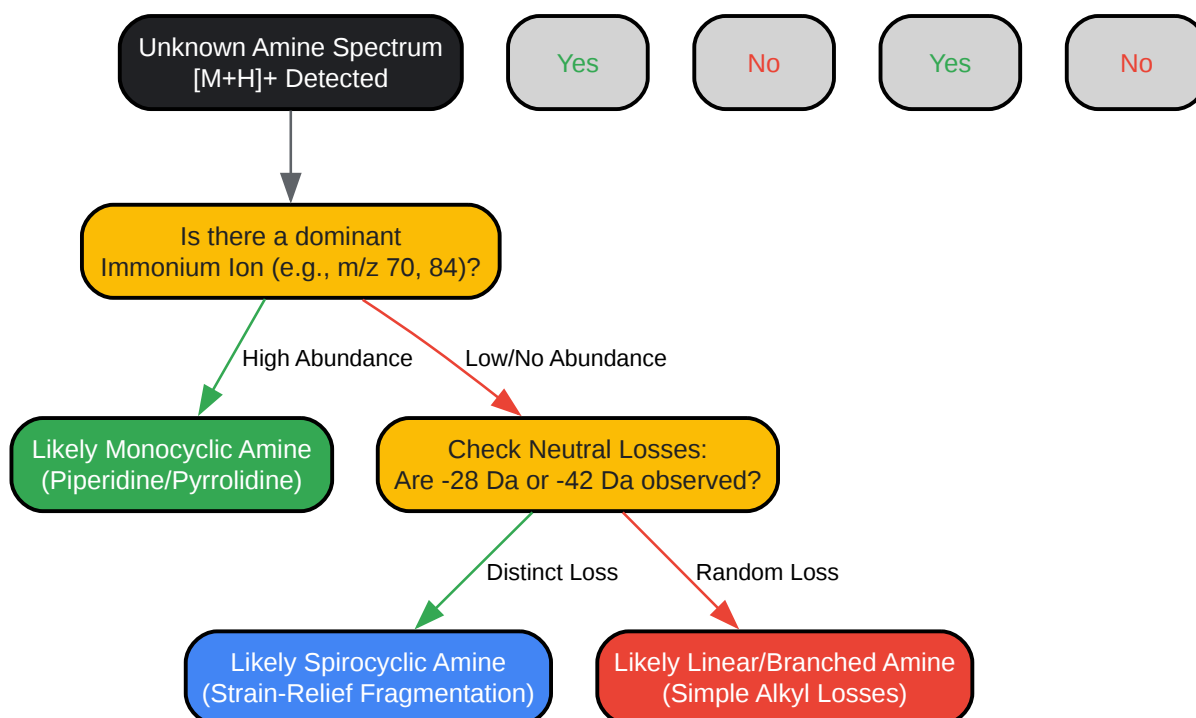 Unknown Amine Spectrum
[M+H]+ Detected
Yes
No
Yes
No
Is there a dominant
Immonium Ion (e.g., m/z 70, 84)?
High Abundance
Low/No Abundance
Likely Monocyclic Amine
(Piperidine/Pyrrolidine)
Check Neutral Losses:
Are -28 Da or -42 Da observed?
Distinct Loss
Random Loss
Likely Spirocyclic Amine
(Strain-Relief Fragmentation)
Likely Linear/Branched Amine
(Simple Alkyl Losses)